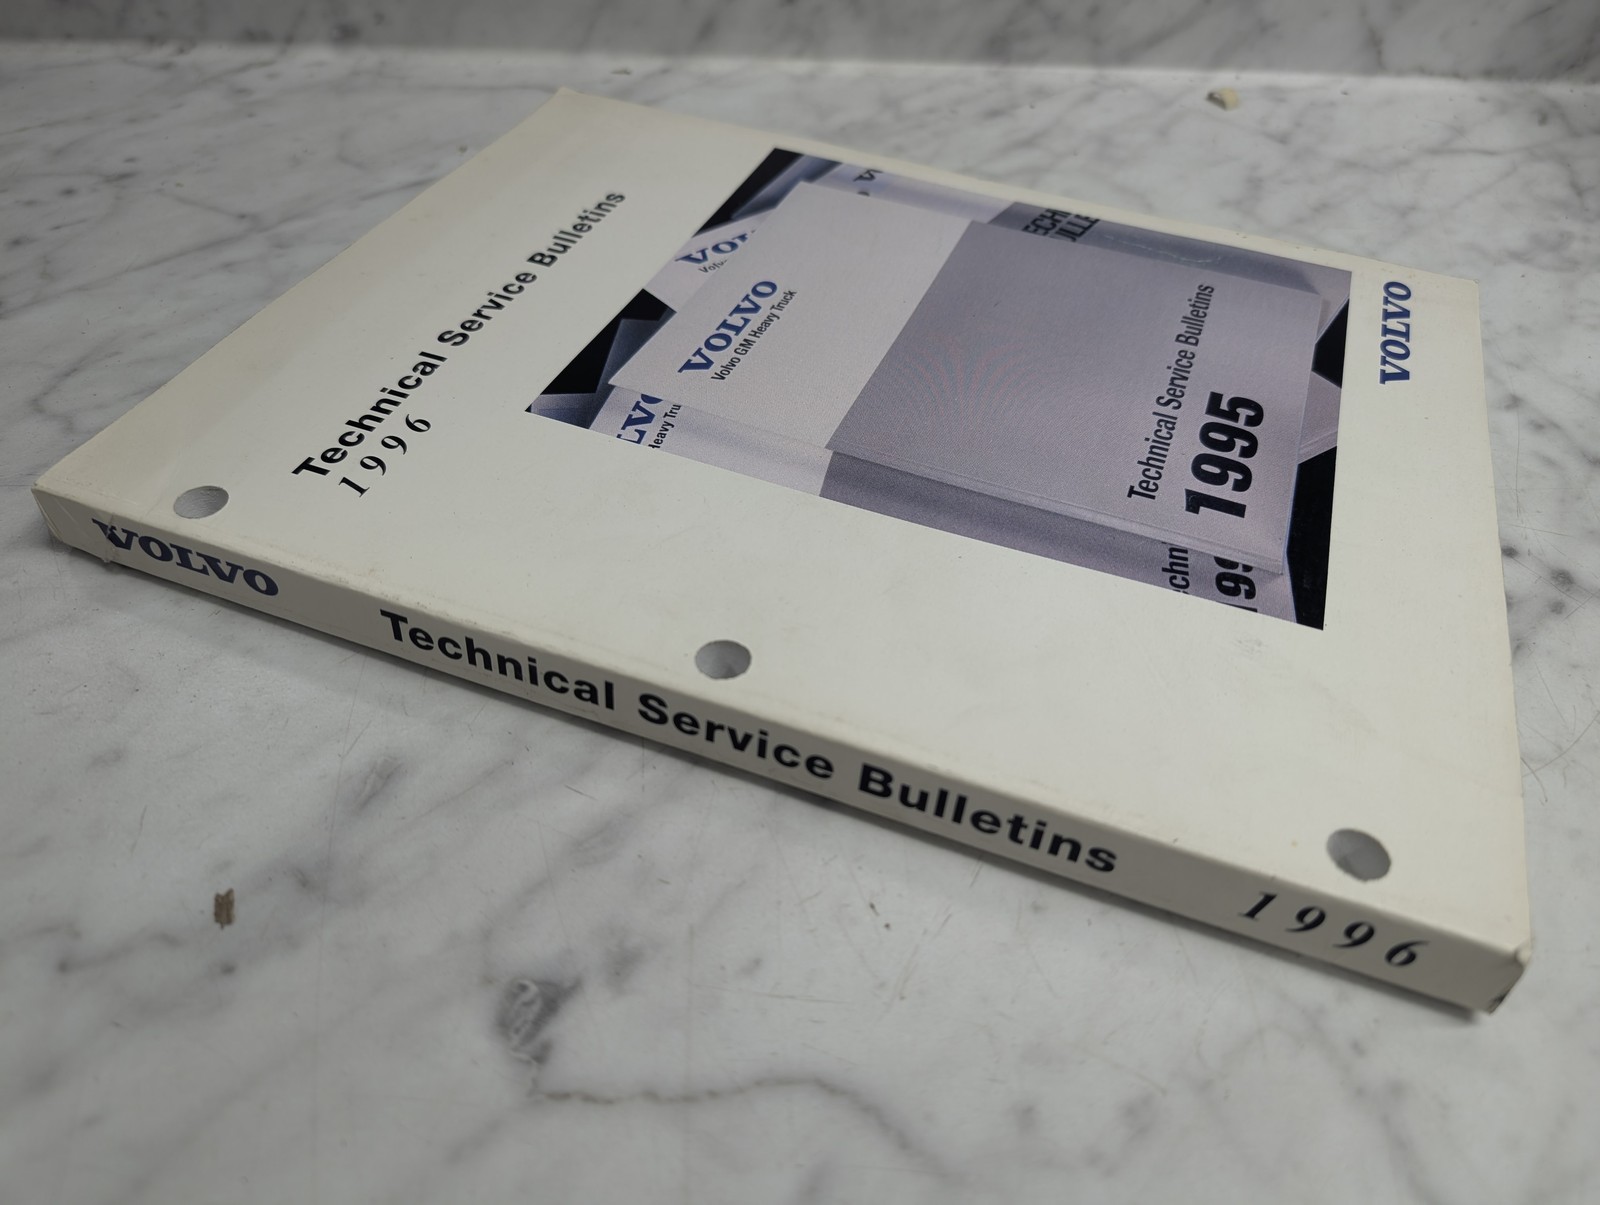 Technical Service Bulletins
1996
VOLVO
VOLVO
Volvo GM Heavy Truck
Technical Service Bulletins
1995
VOLVO
Technical Service Bulletins
1996